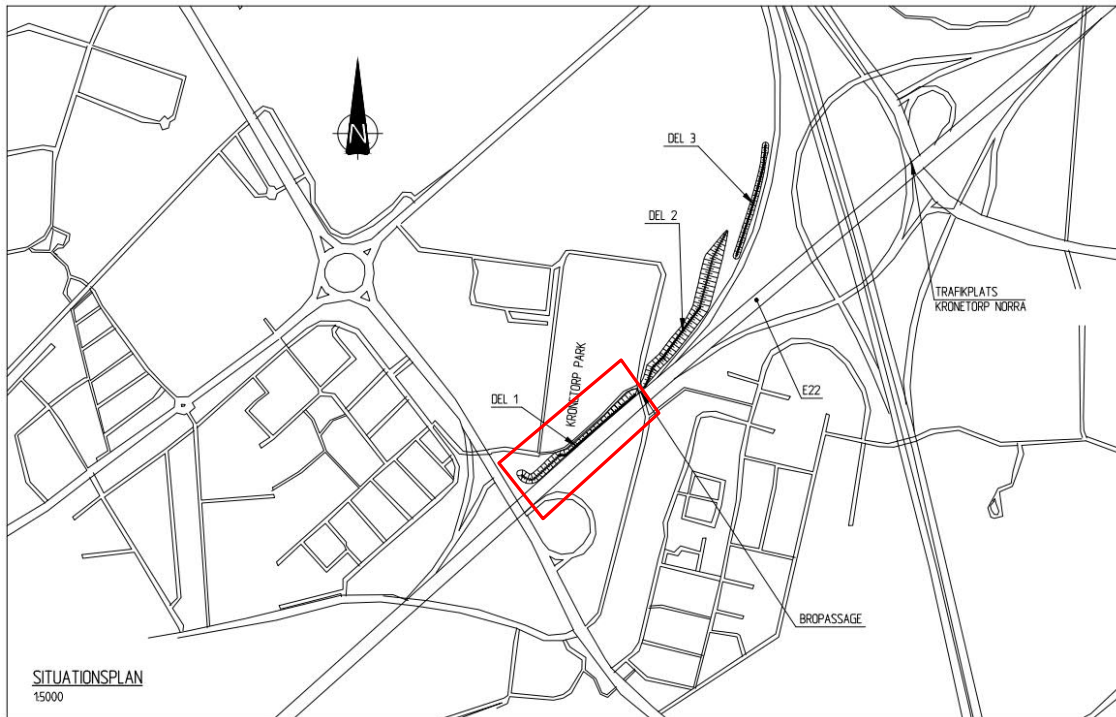 N
DEL 3
DEL 2
TRAFIKPLATS
KRONETORP NORRA
KRONETORP PARK
DEL 1
E22
BROPASSAGE
SITUATIONSPLAN
1:5000